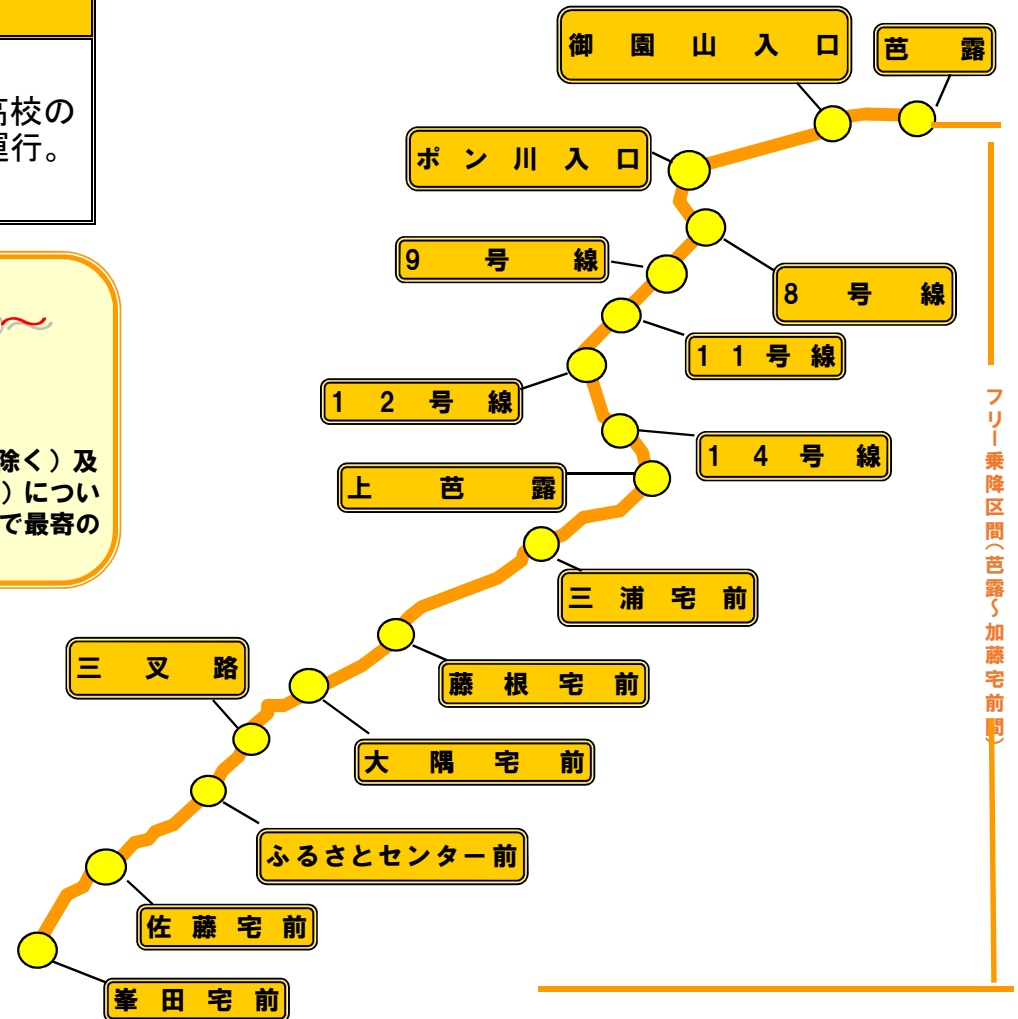 高校の
運行。
除く）及
）につい
で最寄の
御園山入口
芭露
ポン川入口
9号線
8号線
11号線
12号線
14号線
上芭露
三浦宅前
藤根宅前
三叉路
大隅宅前
ふるさとセンター前
佐藤宅前
峯田宅前
フリー乗降区間（芭露～加藤宅前間）